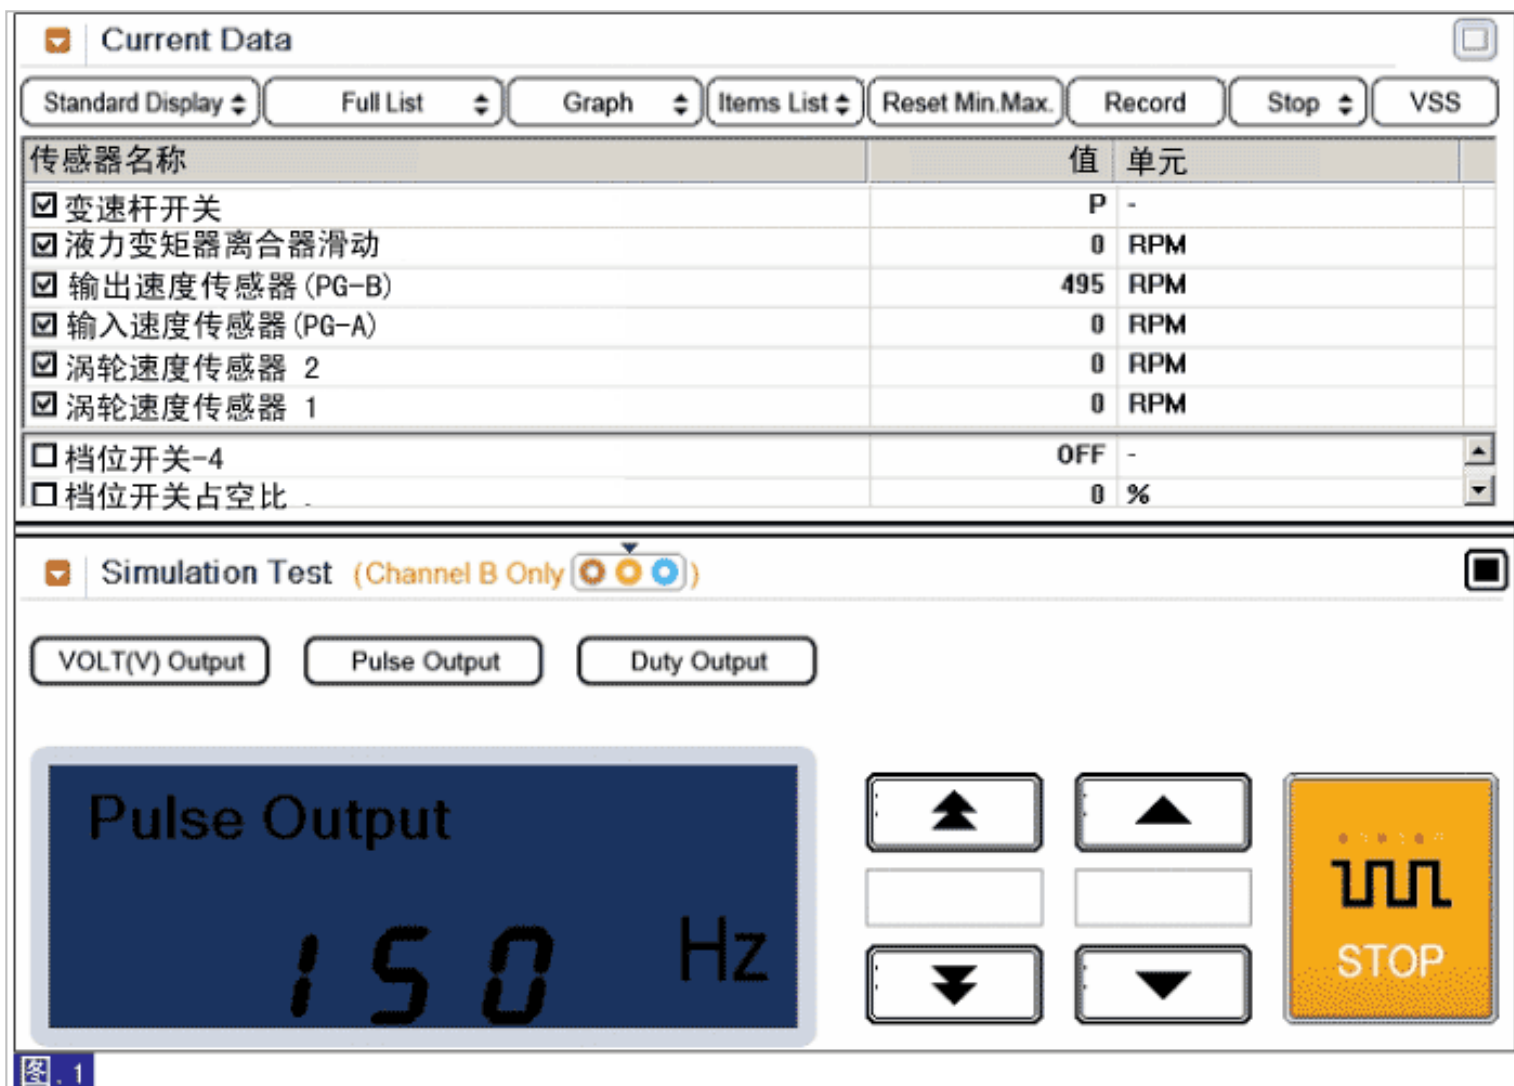 Current Data
Standard Display Full List Graph Items List Reset Min.Max. Record Stop VSS
传感器名称 值 单元
变速杆开关 P -
液力变矩器离合器滑动 0 RPM
输出速度传感器(PG-B) 495 RPM
输入速度传感器(PG-A) 0 RPM
涡轮速度传感器 2 0 RPM
涡轮速度传感器 1 0 RPM
档位开关-4 OFF -
档位开关占空比 . 0 %
Simulation Test (Channel B Only )
VOLT(V) Output Pulse Output Duty Output
Pulse Output
150 Hz
STOP
图.1